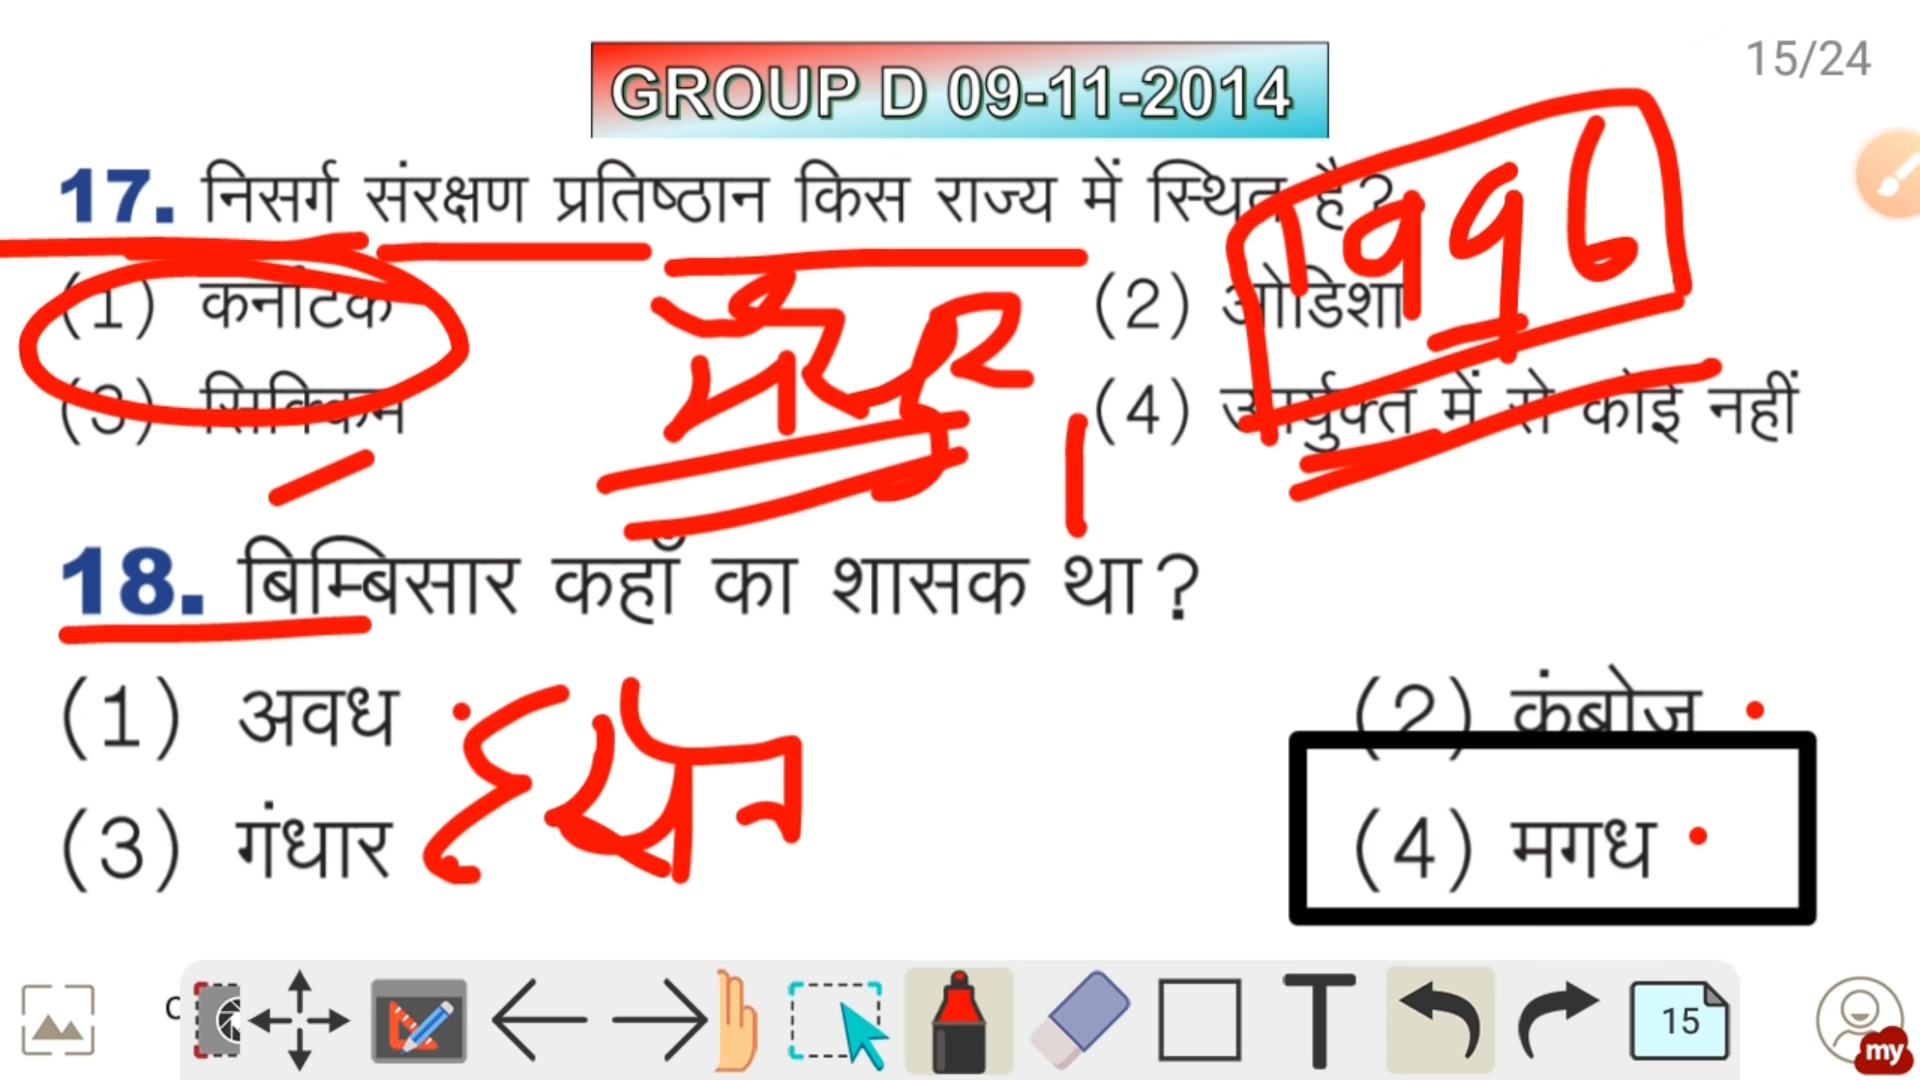 GROUP D 09-11-2014
15/24
17. निसर्ग संरक्षण प्रतिष्ठान किस राज्य में स्थित है?
1996
(1) कर्नाटक
(2) ओडिशा
(3) सिक्किम
(4) उपर्युक्त में से कोई नहीं
18. बिम्बिसार कहाँ का शासक था?
(1) अवध
(2) कंबोज
(3) गंधार
(4) मगध
T
15
my